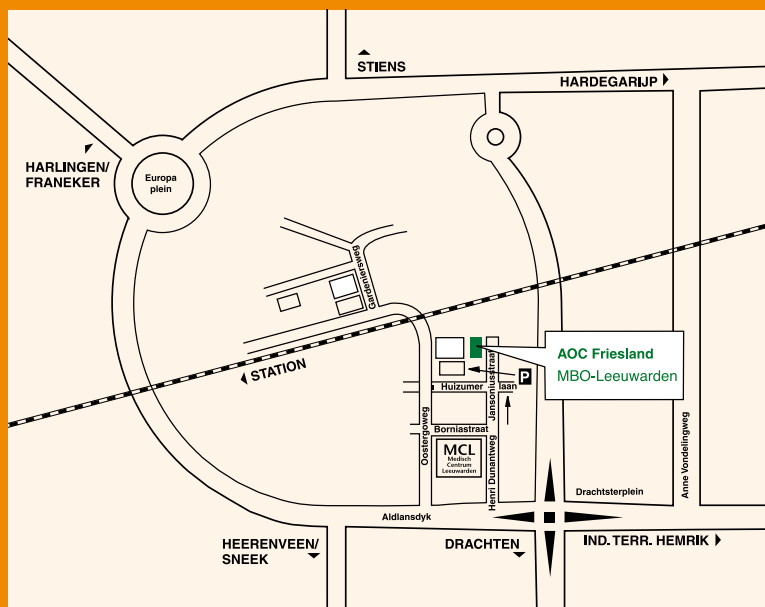 STIENS
HARDEGARIJP
HARLINGEN/
FRANEKER
Europa
plein
Gardeniersweg
STATION
AOC Friesland
MBO-Leeuwarden
P
Huizumer laan
Jansoniusstraat
Borniastraat
Oostergoweg
MCL
Medisch
Centrum
Leeuwarden
Henri Dunantweg
Anne Vondelingweg
Drachtsterplein
Aldlansdyk
HEERENVEEN/
SNEEK
DRACHTEN
IND. TERR. HEMRIK